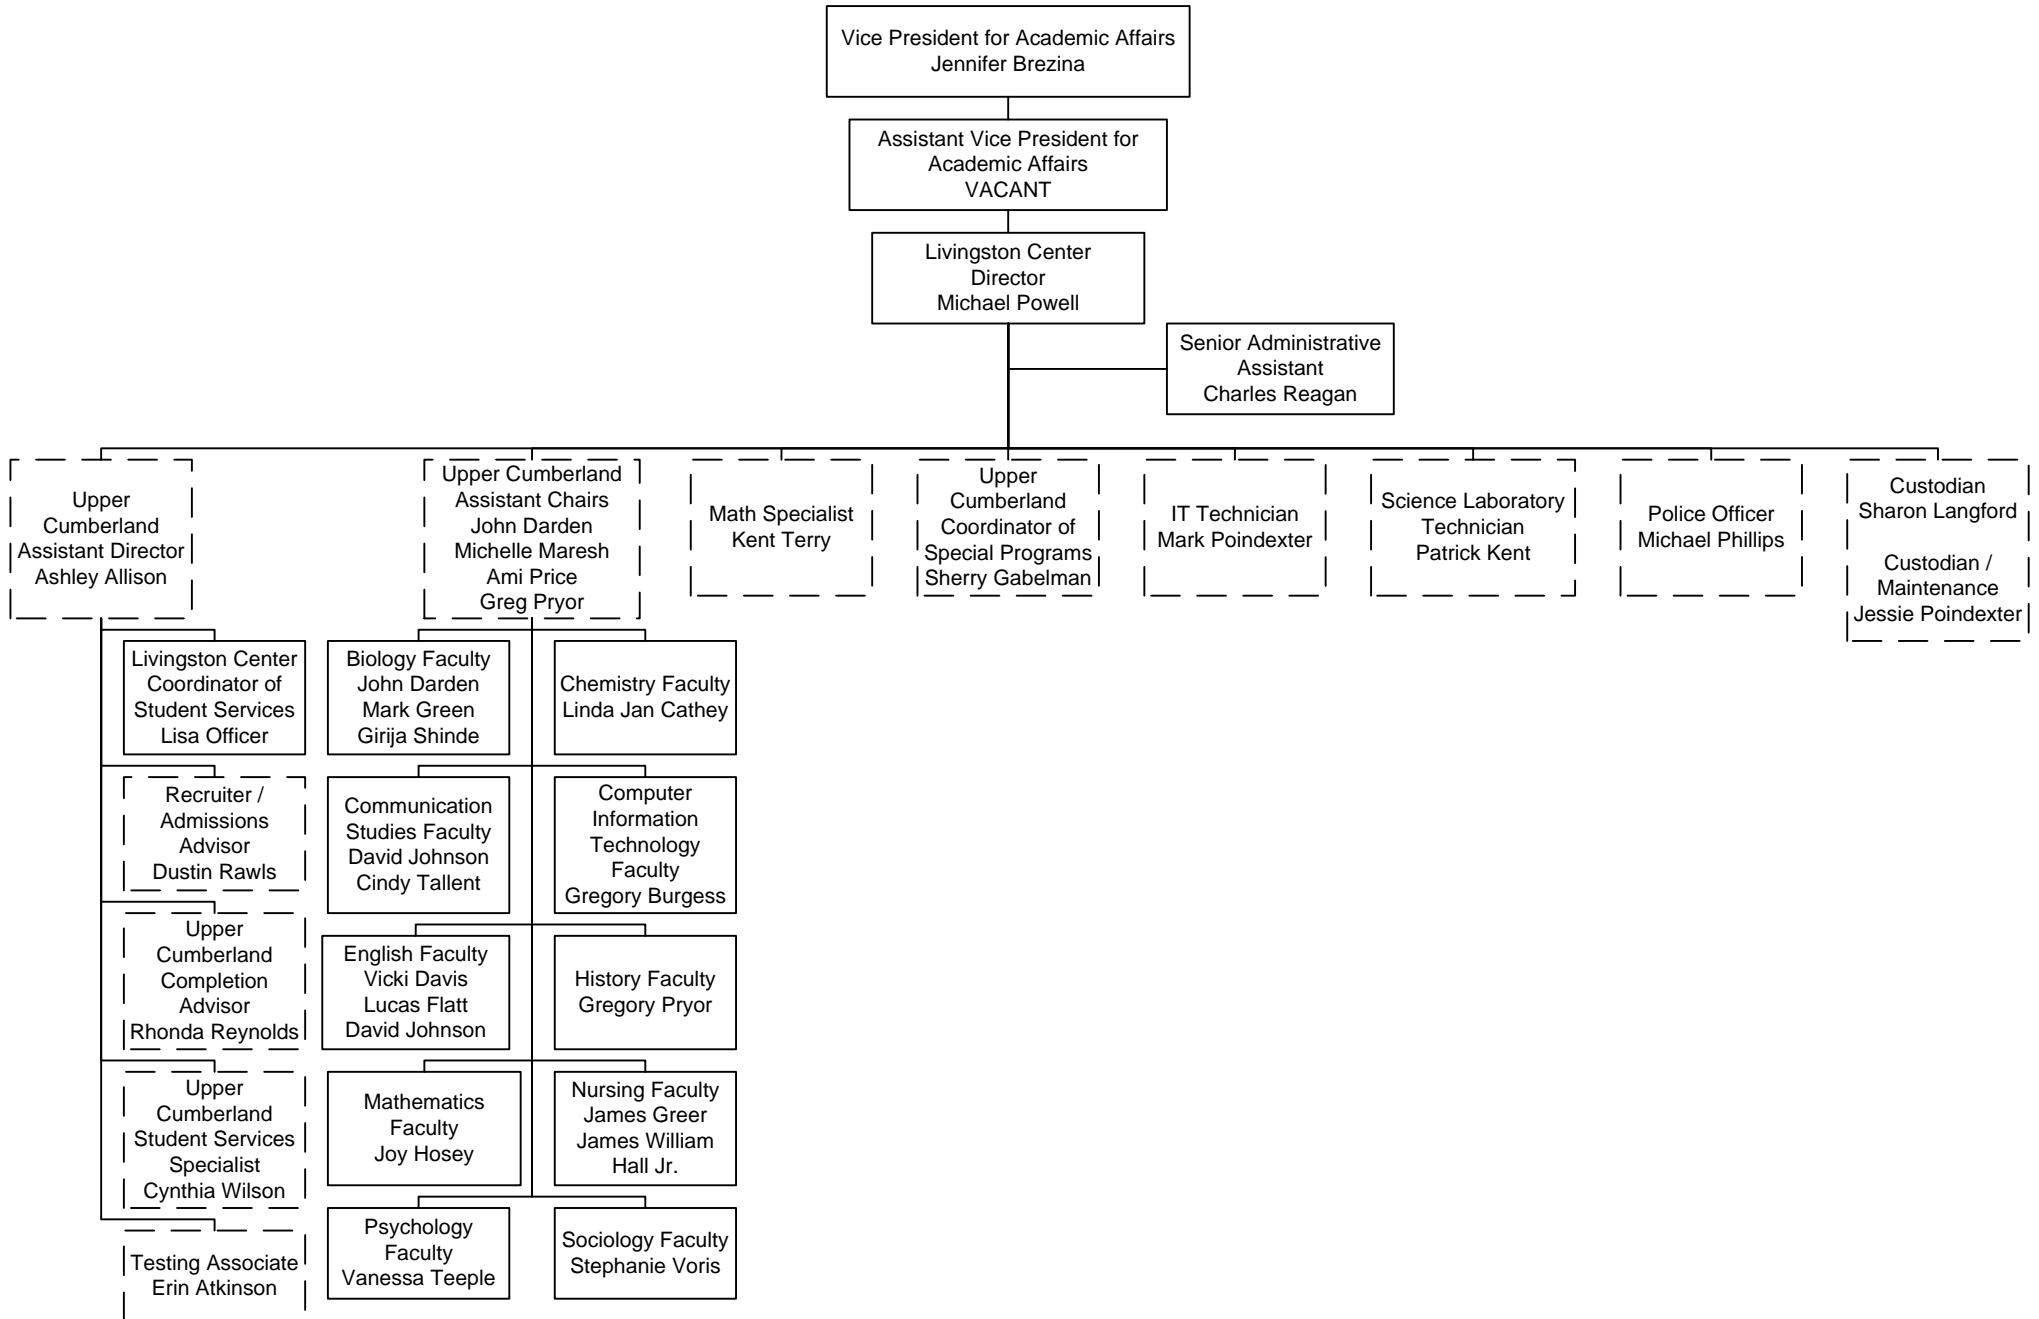 Vice President for Academic Affairs
Jennifer Brezina
Assistant Vice President for
Academic Affairs
VACANT
Livingston Center
Director
Michael Powell
Senior Administrative
Assistant
Charles Reagan
Upper
Cumberland
Assistant Director
Ashley Allison
Upper Cumberland
Assistant Chairs
John Darden
Michelle Maresh
Ami Price
Greg Pryor
Math Specialist
Kent Terry
Upper
Cumberland
Coordinator of
Special Programs
Sherry Gabelman
IT Technician
Mark Poindexter
Science Laboratory
Technician
Patrick Kent
Police Officer
Michael Phillips
Custodian
Sharon Langford
Custodian /
Maintenance
Jessie Poindexter
Livingston Center
Coordinator of
Student Services
Lisa Officer
Biology Faculty
John Darden
Mark Green
Girija Shinde
Chemistry Faculty
Linda Jan Cathey
Recruiter /
Admissions
Advisor
Dustin Rawls
Communication
Studies Faculty
David Johnson
Cindy Tallent
Computer
Information
Technology
Faculty
Gregory Burgess
Upper
Cumberland
Completion
Advisor
Rhonda Reynolds
English Faculty
Vicki Davis
Lucas Flatt
David Johnson
History Faculty
Gregory Pryor
Upper
Cumberland
Student Services
Specialist
Cynthia Wilson
Mathematics
Faculty
Joy Hosey
Nursing Faculty
James Greer
James William
Hall Jr.
Testing Associate
Erin Atkinson
Psychology
Faculty
Vanessa Teeple
Sociology Faculty
Stephanie Voris